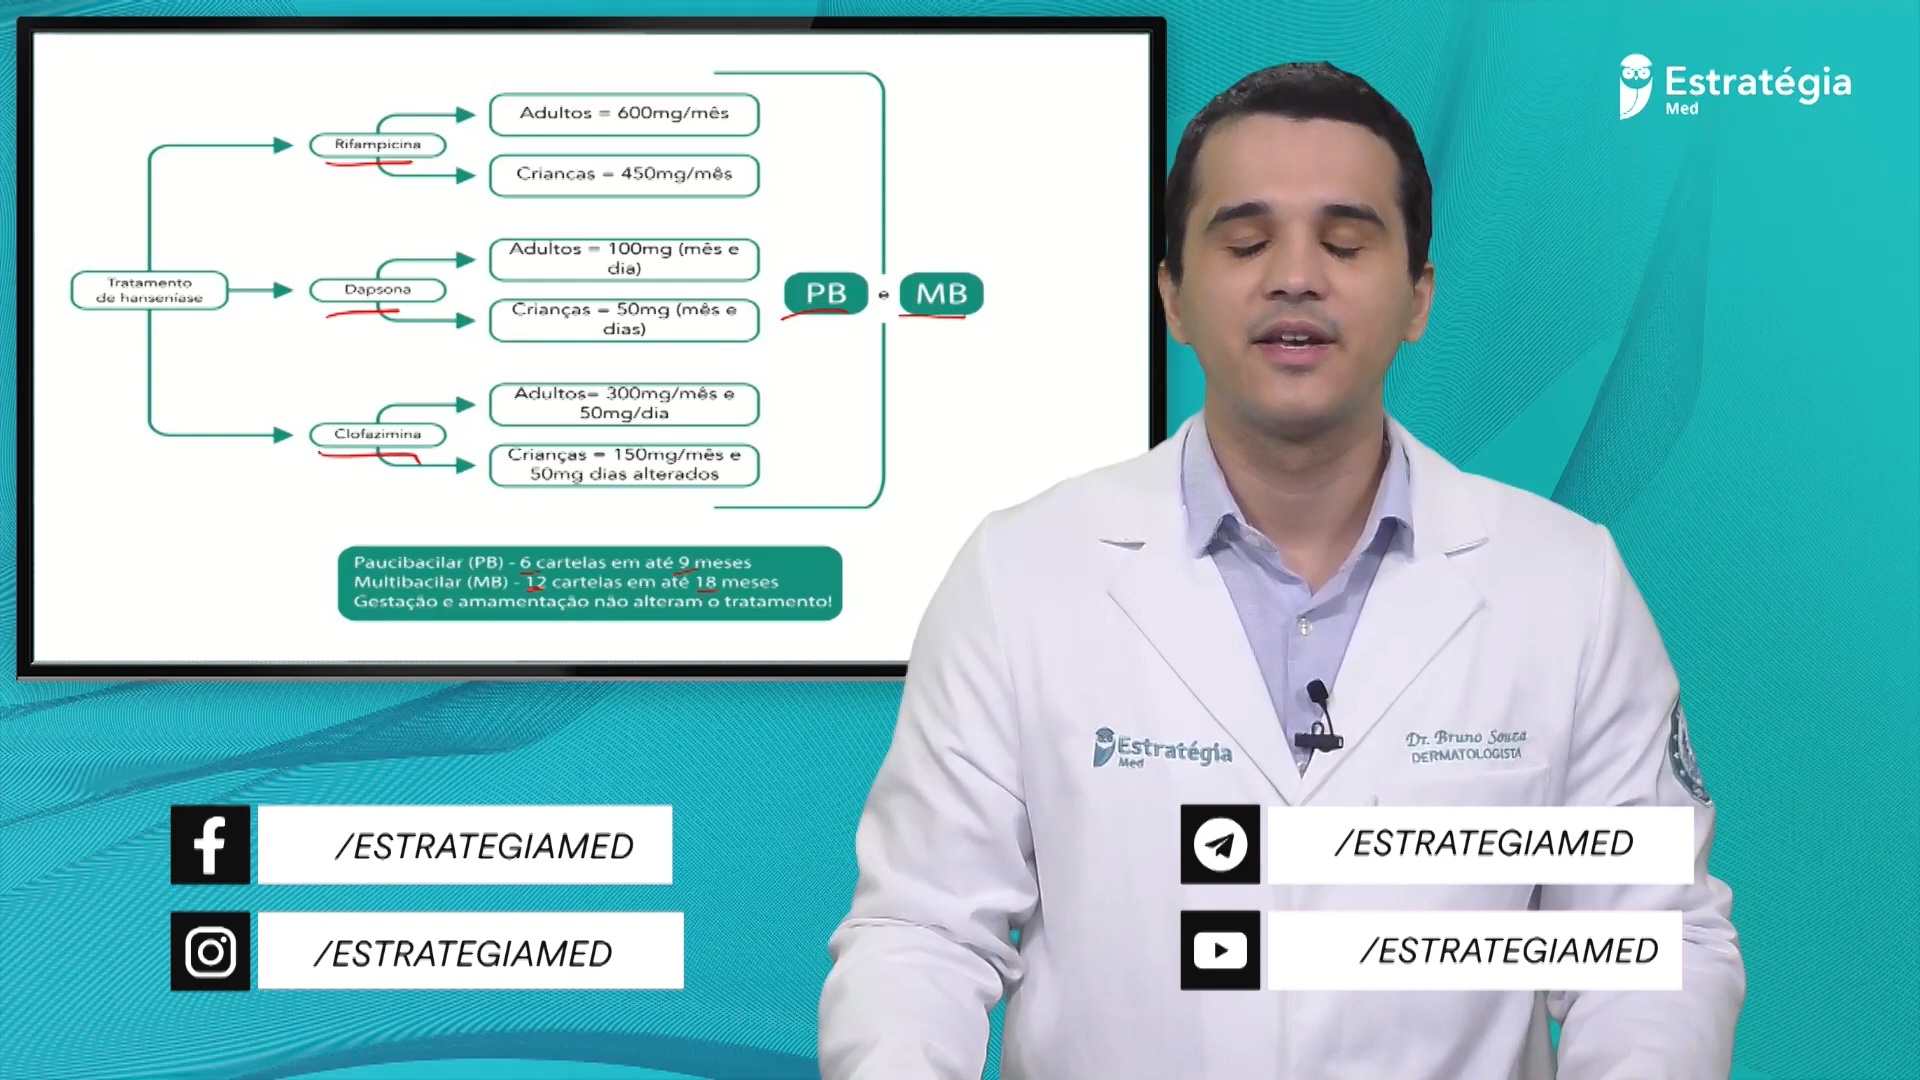 Estratégia
Med
Rifampicina
Adultos = 600mg/mês
Criancas = 450mg/mês
Tratamento
de hanseníase
Dapsona
Adultos = 100mg (mês e
dia)
Crianças = 50mg (mês e
dias)
PB e MB
Clofazimina
Adultos= 300mg/mês e
50mg/dia
Crianças = 150mg/mês e
50mg dias alterados
Paucibacilar (PB) - 6 cartelas em até 9 meses
Multibacilar (MB) - 12 cartelas em até 18 meses
Gestação e amamentação não alteram o tratamento!
Estratégia
Med
Dr. Bruno Souza
DERMATOLOGISTA
/ESTRATEGIAMED
/ESTRATEGIAMED
/ESTRATEGIAMED
/ESTRATEGIAMED